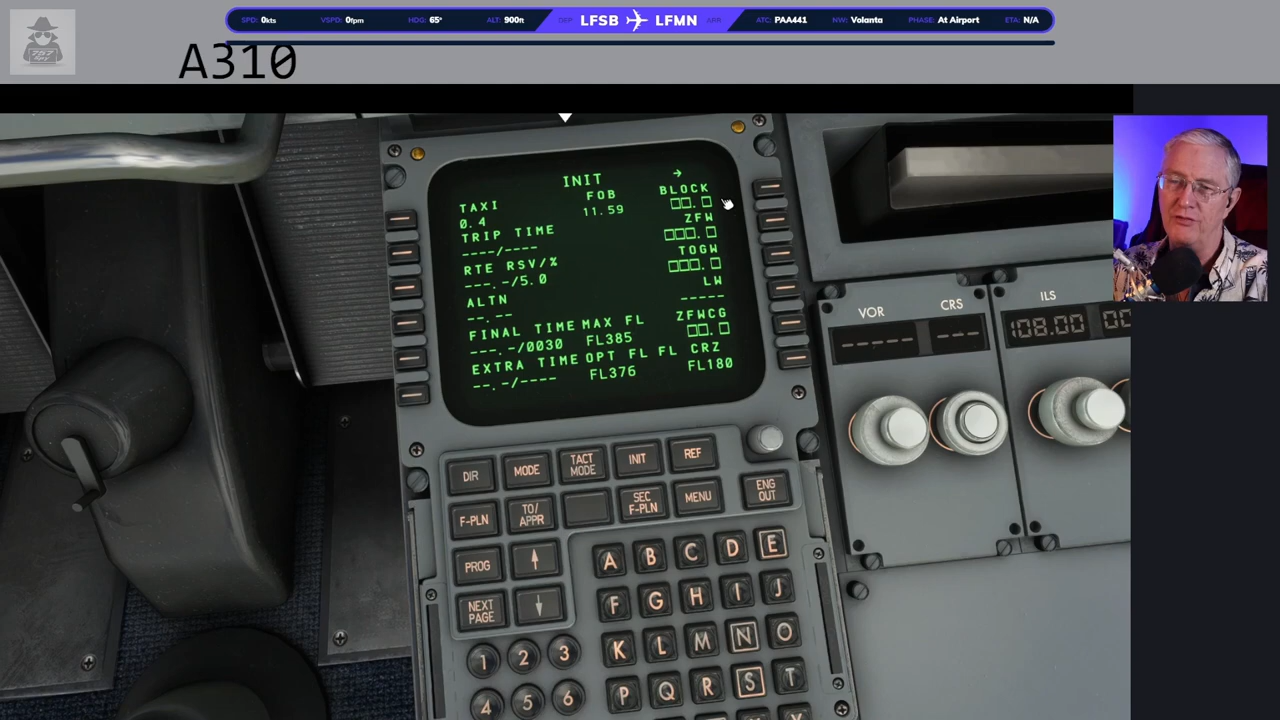 SPD: 0kts VSPD: 0fpm HDG: 65° ALT: 900ft DEP LFSB LFMN ARR ATC: PAA441 NW: Volanta PHASE: At Airport ETA: N/A
757
Spy
A310
INIT →
TAXI FOB BLOCK
0.4 11.59 □□.□
TRIP TIME ZFW
----/---- □□□.□
RTE RSV/% TOGW
---.-/5.0 □□□.□
ALTN LW
--.-- -----
FINAL TIME MAX FL ZFWCG
---.-/0030 FL385 □□.□
EXTRA TIME OPT FL FL CRZ
--.-/---- FL376 FL180
VOR CRS ILS
----- --- 108.00
DIR MODE TACT MODE INIT REF
F-PLN TO/APPR SEC F-PLN MENU ENG OUT
PROG ↑
NEXT PAGE ↓
A B C D E
F G H I J
K L M N O
P Q R S T
1 2 3
4 5 6